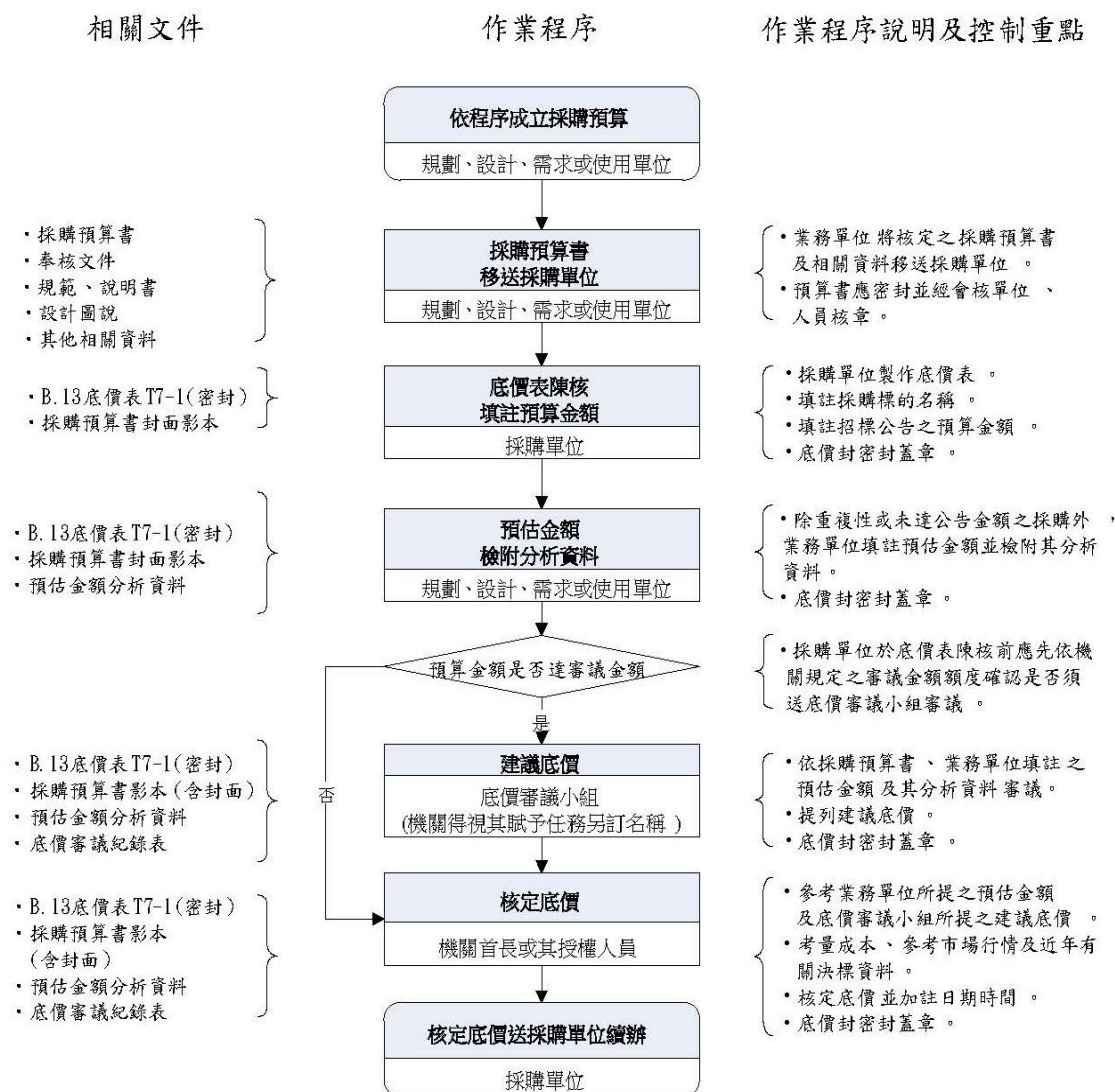 相關文件
作業程序
作業程序說明及控制重點
依程序成立採購預算
規劃、設計、需求或使用單位
・採購預算書
・奉核文件
・規範、說明書
・設計圖說
・其他相關資料
採購預算書
移送採購單位
規劃、設計、需求或使用單位
・業務單位將核定之採購預算書
及相關資料移送採購單位。
・預算書應密封並經會核單位、
人員核章。
・B.13底價表T7-1(密封)
・採購預算書封面影本
底價表陳核
填註預算金額
採購單位
・採購單位製作底價表。
・填註採購標的名稱。
・填註招標公告之預算金額。
・底價封密封蓋章。
・B.13底價表T7-1(密封)
・採購預算書封面影本
・預估金額分析資料
預估金額
檢附分析資料
規劃、設計、需求或使用單位
・除重複性或未達公告金額之採購外,
業務單位填註預估金額並檢附其分析
資料。
・底價封密封蓋章。
預算金額是否達審議金額
・採購單位於底價表陳核前應先依機
關規定之審議金額額度確認是否須
送底價審議小組審議。
是
否
・B.13底價表T7-1(密封)
・採購預算書影本(含封面)
・預估金額分析資料
・底價審議紀錄表
建議底價
底價審議小組
(機關得視其賦予任務另訂名稱)
・依採購預算書、業務單位填註之
預估金額及其分析資料審議。
・提列建議底價。
・底價封密封蓋章。
・B.13底價表T7-1(密封)
・採購預算書影本
(含封面)
・預估金額分析資料
・底價審議紀錄表
核定底價
機關首長或其授權人員
・參考業務單位所提之預估金額
及底價審議小組所提之建議底價。
・考量成本、參考市場行情及近年有
關決標資料。
・核定底價並加註日期時間。
・底價封密封蓋章。
核定底價送採購單位續辦
採購單位